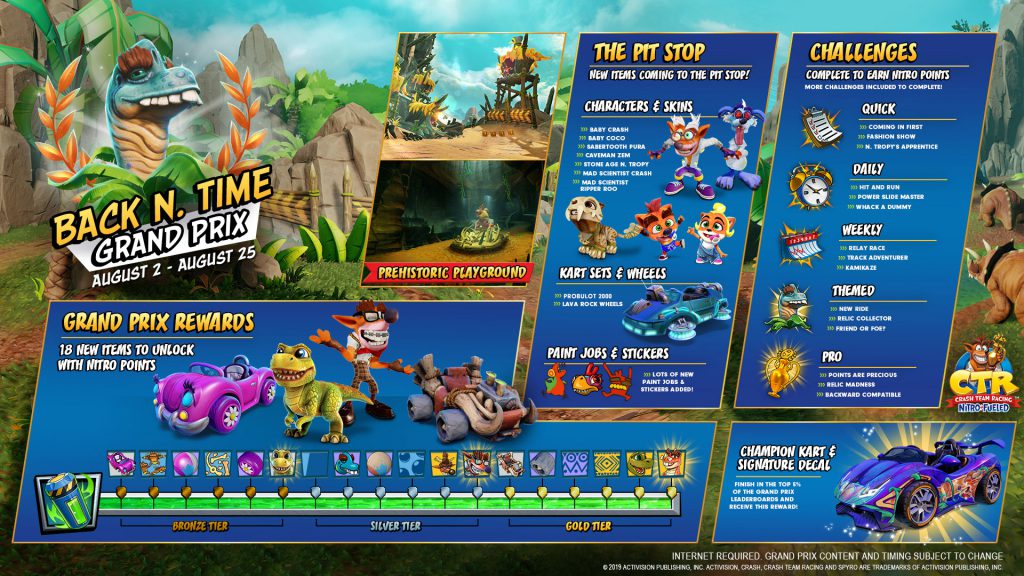 BACK N. TIME
GRAND PRIX
AUGUST 2 - AUGUST 25
PREHISTORIC PLAYGROUND
THE PIT STOP
NEW ITEMS COMING TO THE PIT STOP!
CHARACTERS & SKINS
>>> BABY CRASH
>>> BABY COCO
>>> SABERTOOTH PURA
>>> CAVEMAN ZEM
>>> STONE AGE N. TROPY
>>> MAD SCIENTIST CRASH
>>> MAD SCIENTIST
RIPPER ROO
KART SETS & WHEELS
>>> PROBULOT 2000
>>> LAVA ROCK WHEELS
PAINT JOBS & STICKERS
>>> LOTS OF NEW
PAINT JOBS &
STICKERS ADDED!
CHALLENGES
COMPLETE TO EARN NITRO POINTS
MORE CHALLENGES INCLUDED TO COMPLETE!
QUICK
>>> COMING IN FIRST
>>> FASHION SHOW
>>> N. TROPY'S APPRENTICE
DAILY
>>> HIT AND RUN
>>> POWER SLIDE MASTER
>>> WHACK A DUMMY
WEEKLY
>>> RELAY RACE
>>> TRACK ADVENTURER
>>> KAMIKAZE
THEMED
>>> NEW RIDE
>>> RELIC COLLECTOR
>>> FRIEND OR FOE?
PRO
>>> POINTS ARE PRECIOUS
>>> RELIC MADNESS
>>> BACKWARD COMPATIBLE
CTR
CRASH TEAM RACING
NITRO-FUELED
GRAND PRIX REWARDS
18 NEW ITEMS TO UNLOCK
WITH NITRO POINTS
BRONZE TIER
SILVER TIER
GOLD TIER
CHAMPION KART &
SIGNATURE DECAL
FINISH IN THE TOP 5%
OF THE GRAND PRIX
LEADERBOARDS AND
RECEIVE THIS REWARD!
INTERNET REQUIRED. GRAND PRIX CONTENT AND TIMING SUBJECT TO CHANGE
© 2019 ACTIVISION PUBLISHING, INC. ACTIVISION, CRASH, CRASH TEAM RACING AND SPYRO ARE TRADEMARKS OF ACTIVISION PUBLISHING, INC.